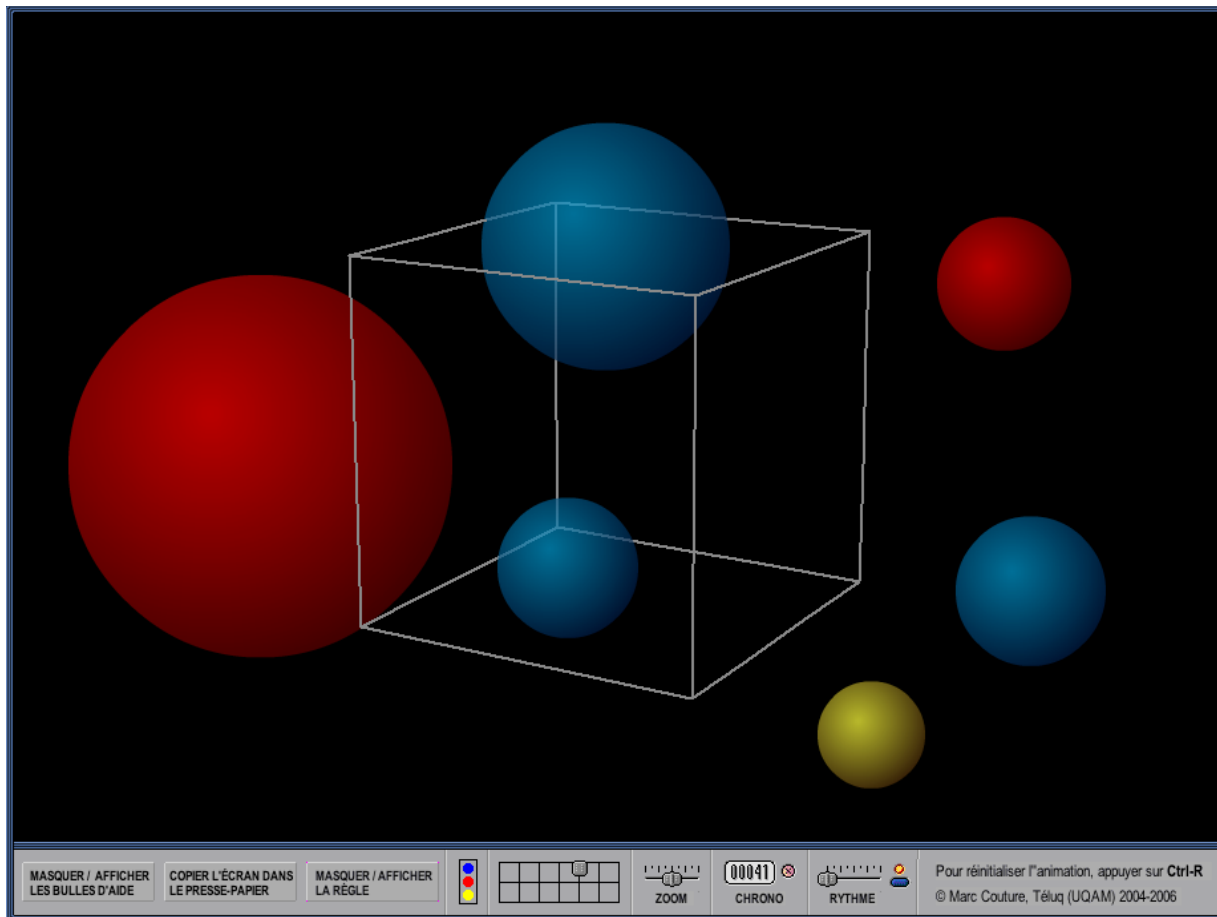 MASQUER / AFFICHER
LES BULLES D'AIDE
COPIER L'ÉCRAN DANS
LE PRESSE-PAPIER
MASQUER / AFFICHER
LA RÈGLE
ZOOM
00041
CHRONO
RYTHME
Pour réinitialiser l''animation, appuyer sur Ctrl-R
© Marc Couture, Téluq (UQAM) 2004-2006